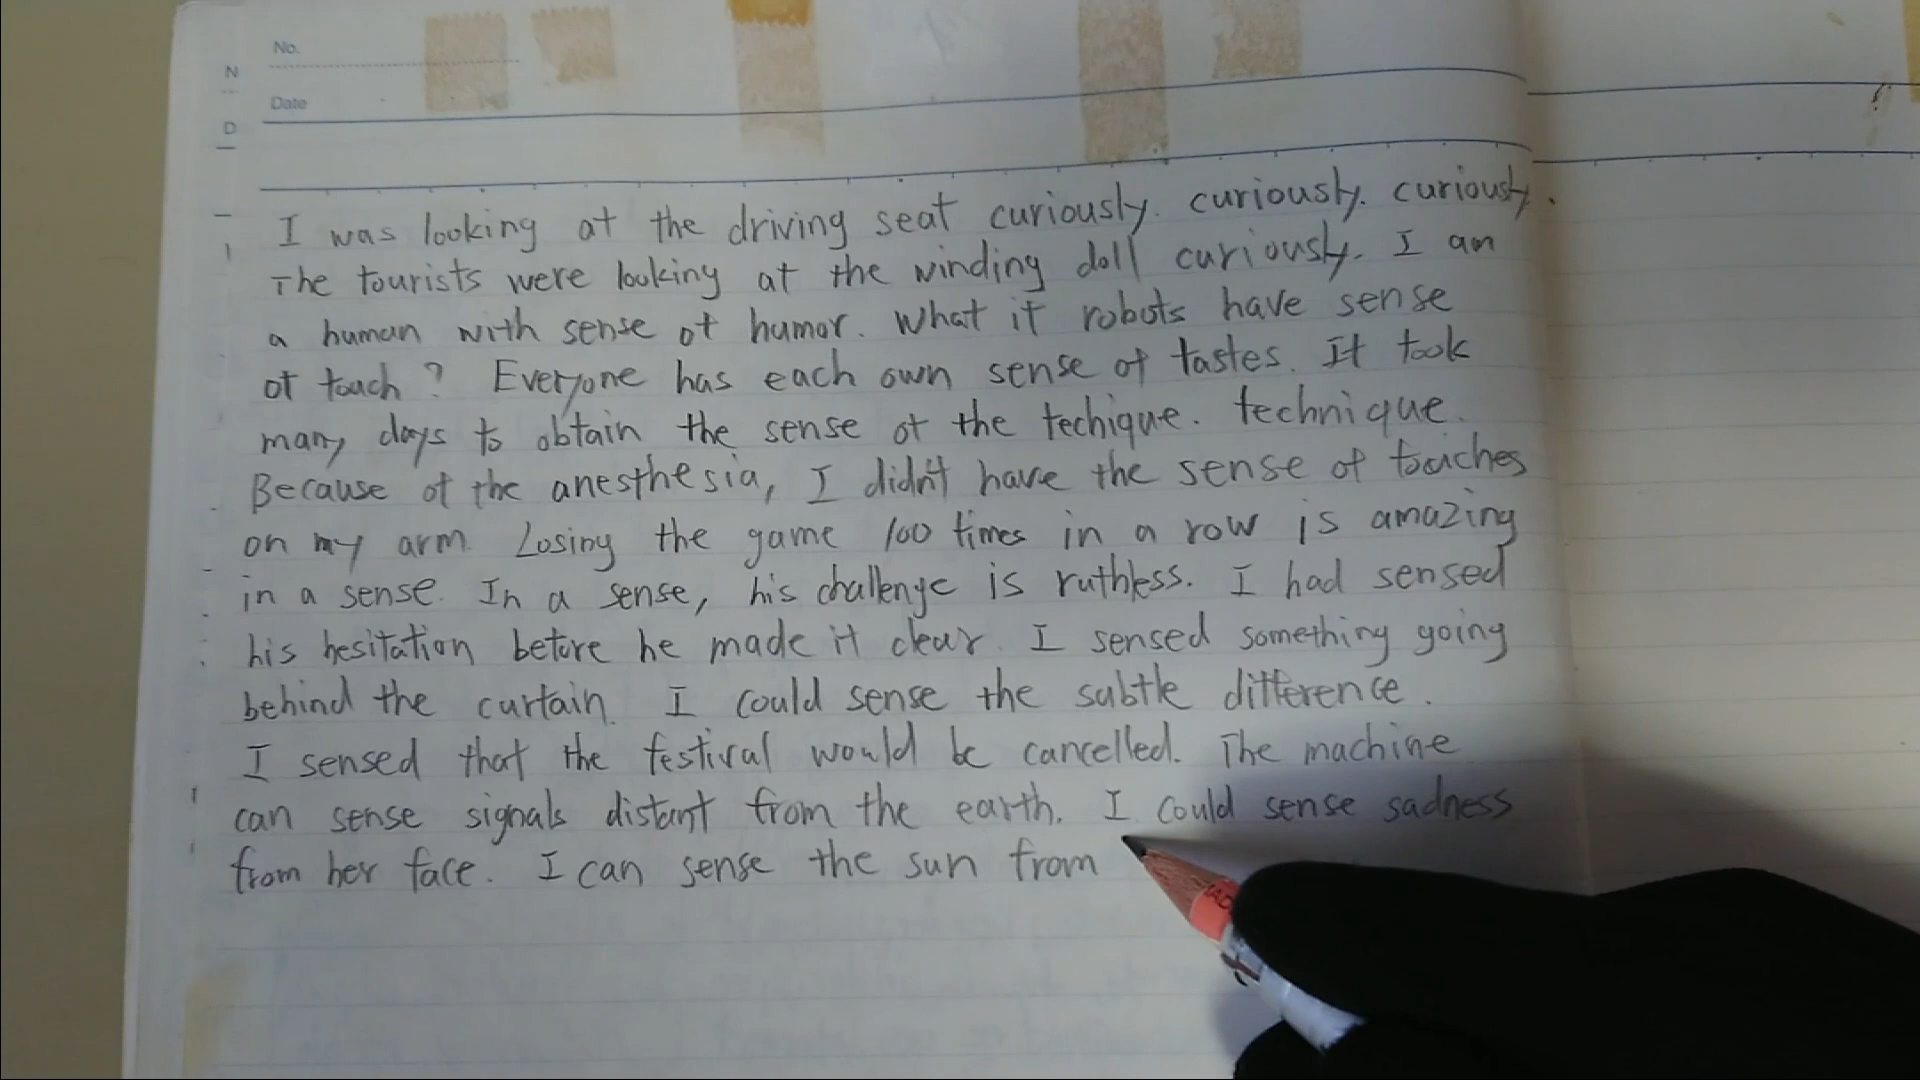 No.
Date
N
D
I was looking at the driving seat curiously. curiously. curiously.
The tourists were looking at the winding doll curiously. I am
a human with sense of humor. What if robots have sense
of touch? Everyone has each own sense of tastes. It took
many days to obtain the sense of the techique. technique.
Because of the anesthesia, I didn't have the sense of touches
on my arm. Losing the game 100 times in a row is amazing
in a sense. In a sense, his challenge is ruthless. I had sensed
his hesitation before he made it clear. I sensed something going
behind the curtain. I could sense the subtle difference.
I sensed that the festival would be cancelled. The machine
can sense signals distant from the earth. I could sense sadness
from her face. I can sense the sun from